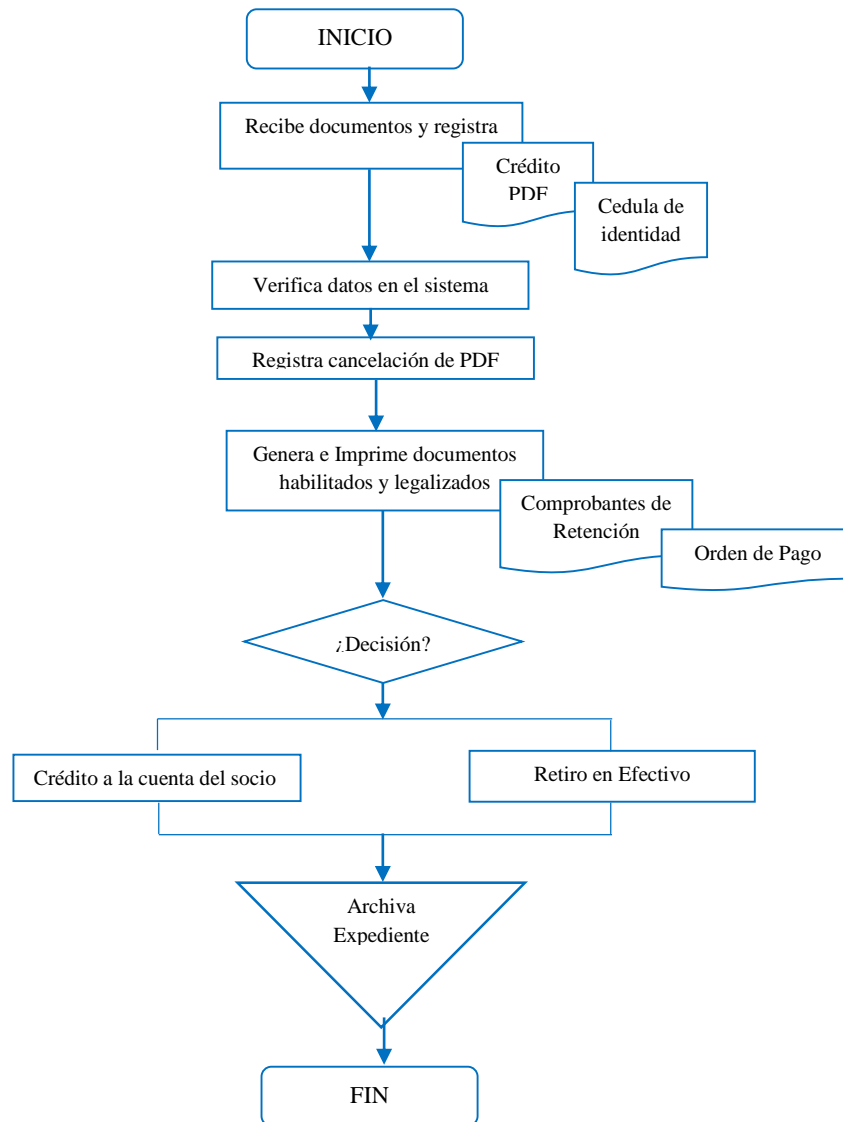 INICIO
Recibe documentos y registra
Crédito
PDF
Cedula de
identidad
Verifica datos en el sistema
Registra cancelación de PDF
Genera e Imprime documentos
habilitados y legalizados
Comprobantes de
Retención
Orden de Pago
¿Decisión?
Crédito a la cuenta del socio
Retiro en Efectivo
Archiva
Expediente
FIN